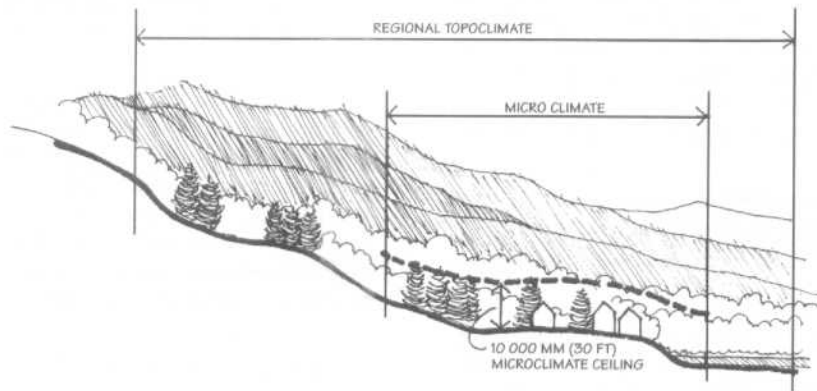 REGIONAL TOPOCLIMATE
MICRO CLIMATE
10 000 MM (30 FT)
MICROCLIMATE CEILING